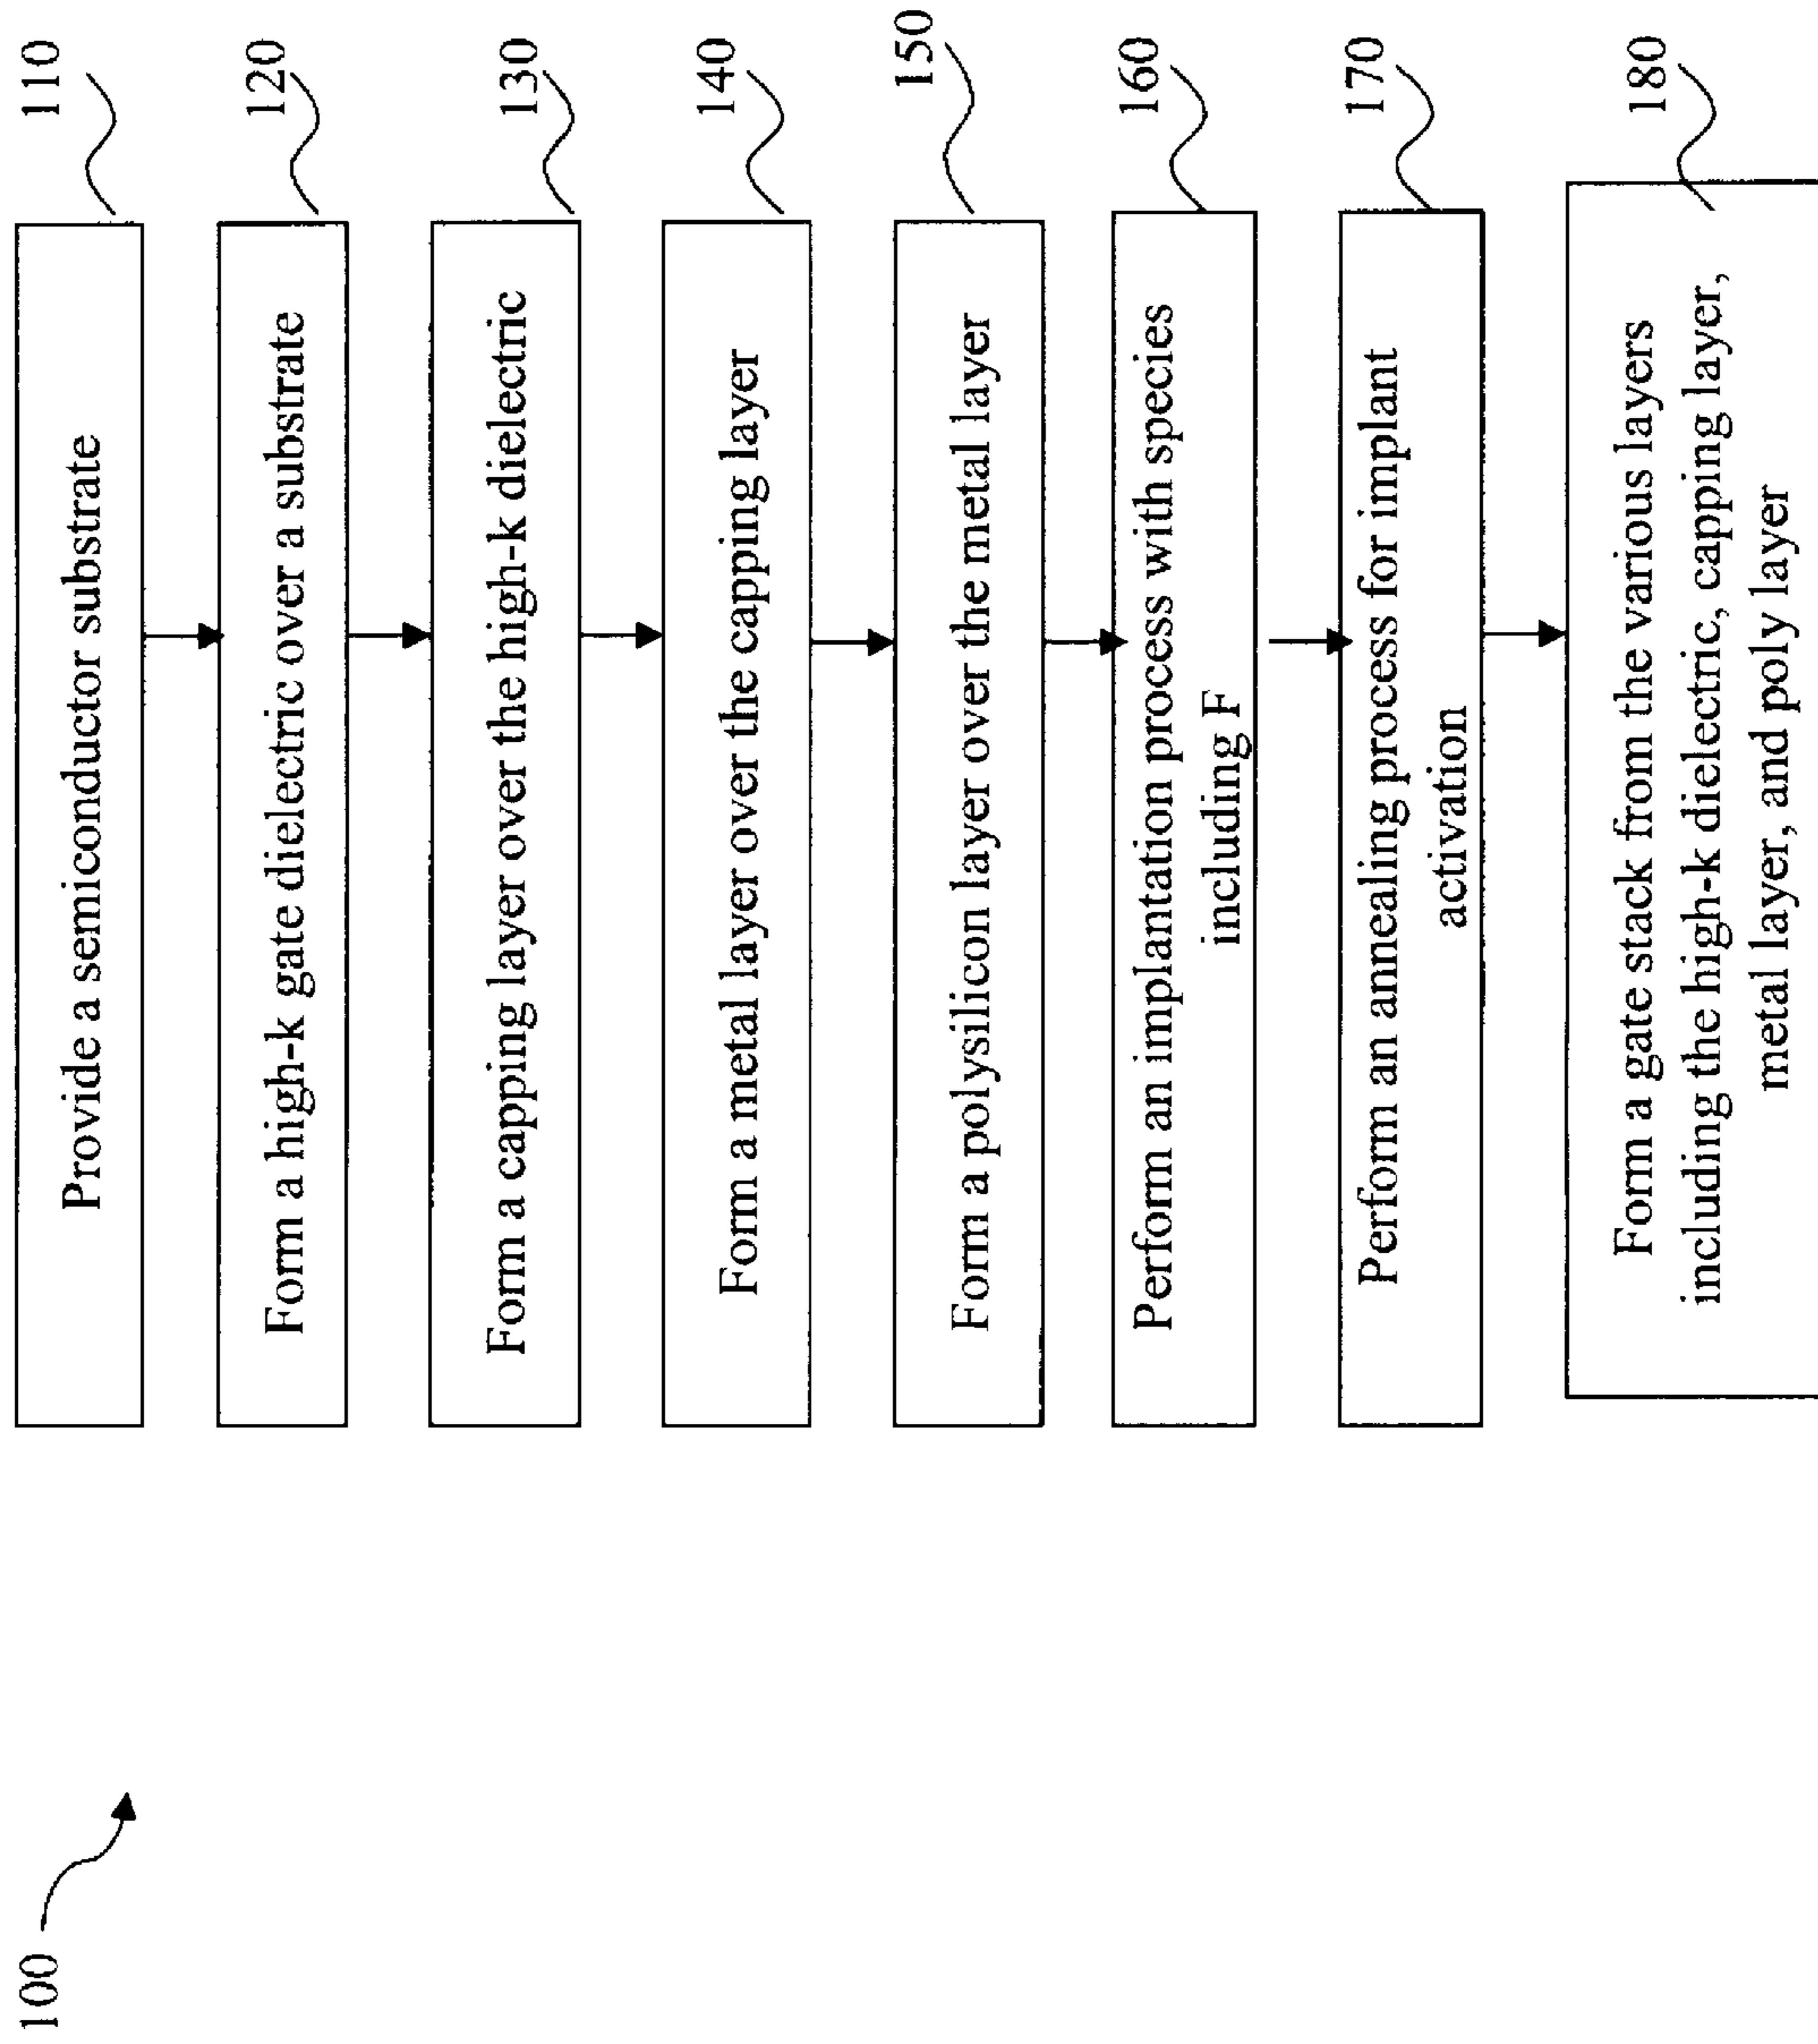 100
110
Provide a semiconductor substrate
120
Form a high-k gate dielectric over a substrate
130
Form a capping layer over the high-k dielectric
140
Form a metal layer over the capping layer
150
Form a polysilicon layer over the metal layer
160
Perform an implantation process with species
including F
170
Perform an annealing process for implant
activation
180
Form a gate stack from the various layers
including the high-k dielectric, capping layer,
metal layer, and poly layer